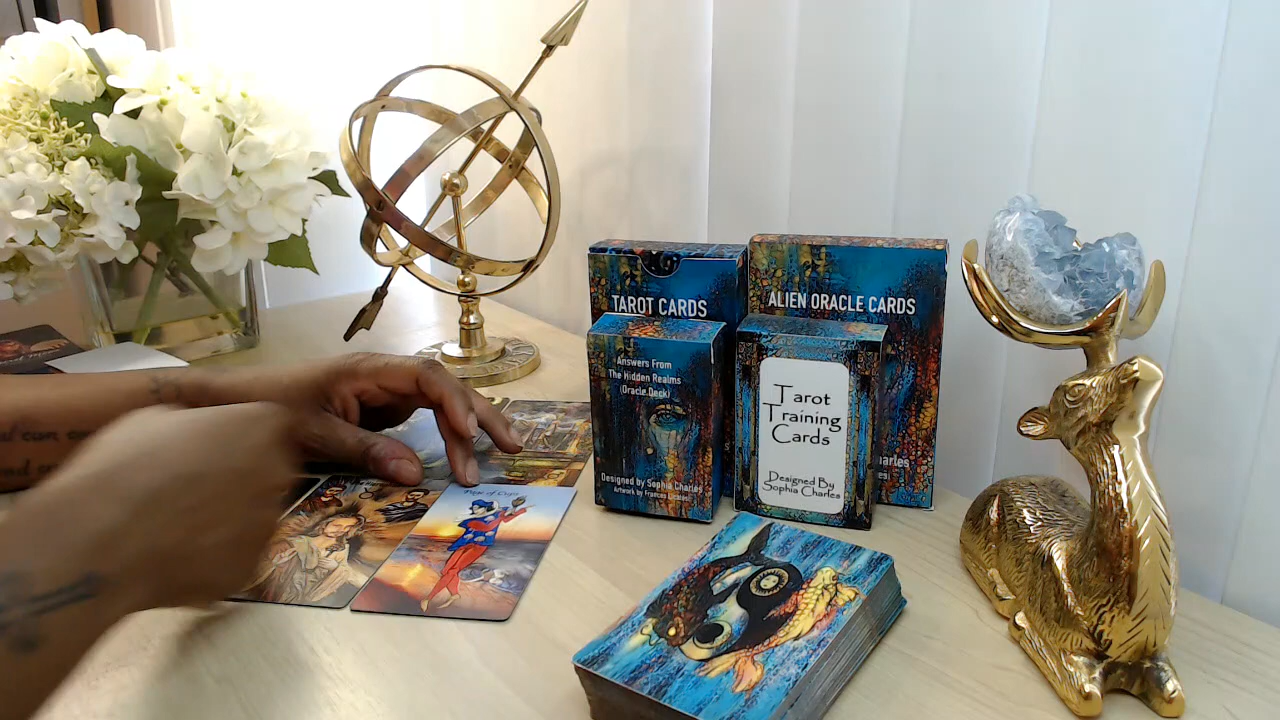 TAROT CARDS
ALIEN ORACLE CARDS
Answers From
The Hidden Realms
(Oracle Deck)
Designed by Sophia Charles
Tarot
Training
Cards
Designed By
Sophia Charles
harles
Page of Cups